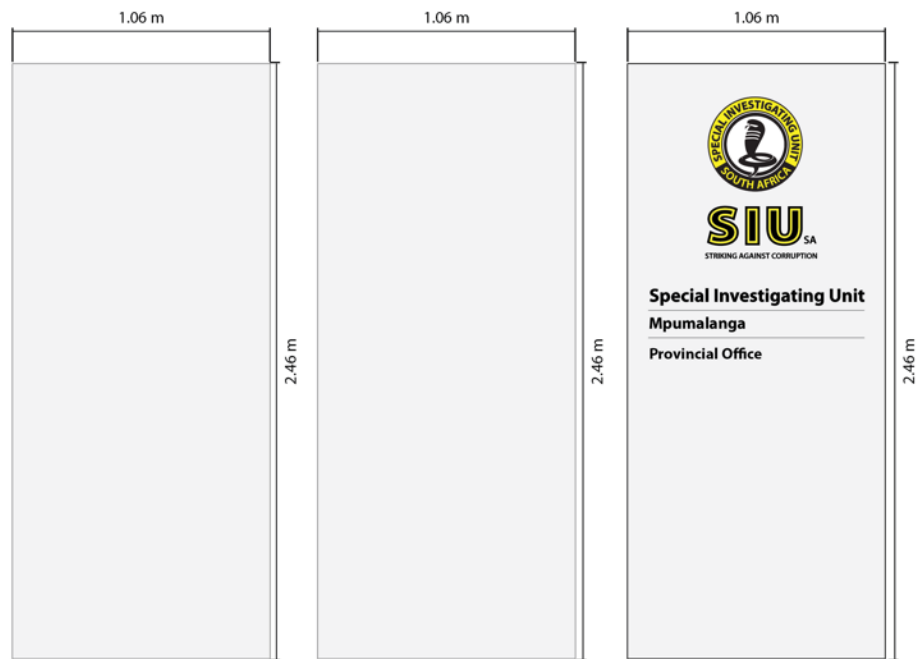 1.06 m
1.06 m
1.06 m
2.46 m
2.46 m
2.46 m
SPECIAL INVESTIGATING UNIT
SOUTH AFRICA
SIU SA
STRIKING AGAINST CORRUPTION
Special Investigating Unit
Mpumalanga
Provincial Office